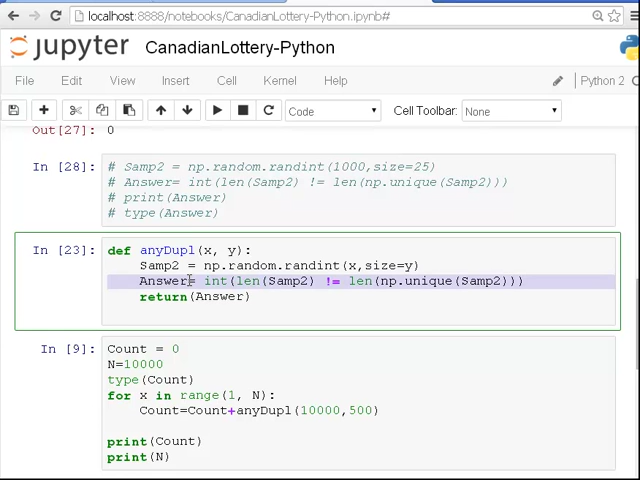 localhost:8888/notebooks/CanadianLottery-Python.ipynb#
jupyter CanadianLottery-Python
File Edit View Insert Cell Kernel Help Python 2
Code Cell Toolbar: None
Out[27]: 0
In [28]: # Samp2 = np.random.randint(1000,size=25)
# Answer= int(len(Samp2) != len(np.unique(Samp2)))
# print(Answer)
# type(Answer)
In [23]: def anyDupl(x, y):
Samp2 = np.random.randint(x,size=y)
Answer= int(len(Samp2) != len(np.unique(Samp2)))
return(Answer)
In [9]: Count = 0
N=10000
type(Count)
for x in range(1, N):
Count=Count+anyDupl(10000,500)
print(Count)
print(N)